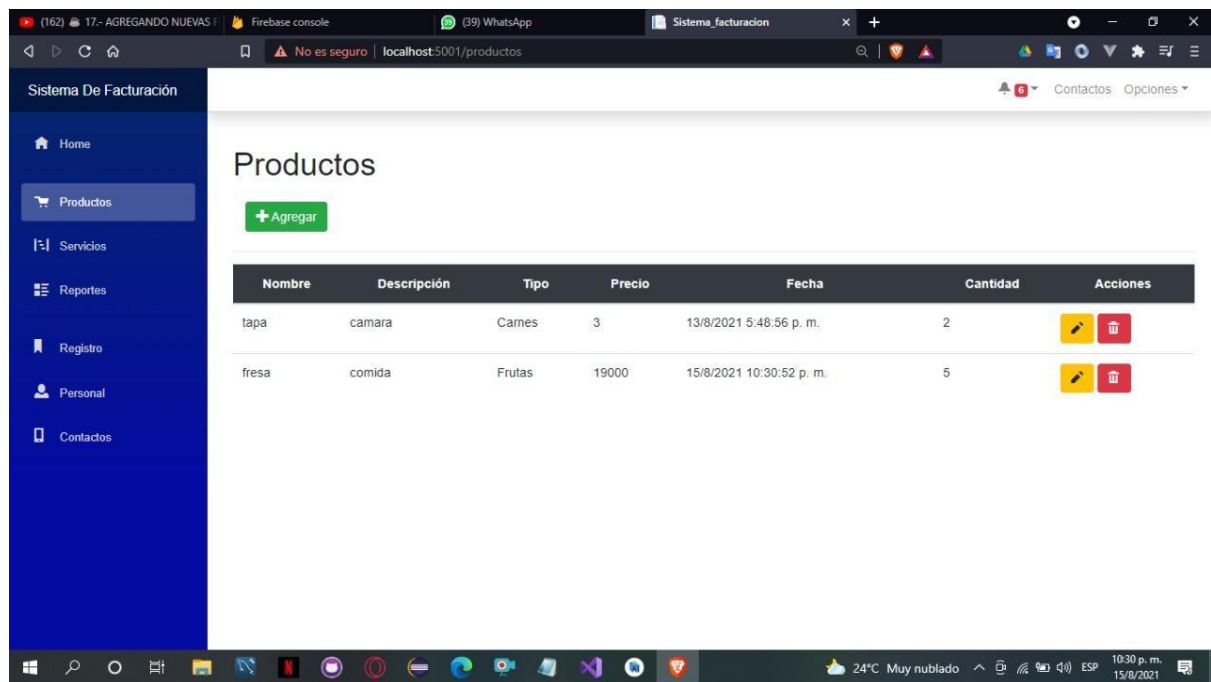 (162) 17.- AGREGANDO NUEVAS F
Firebase console
(39) WhatsApp
Sistema_facturacion
No es seguro | localhost:5001/productos
Sistema De Facturación
6 Contactos Opciones
Home
Productos
Servicios
Reportes
Registro
Personal
Contactos
Productos
+ Agregar
Nombre Descripción Tipo Precio Fecha Cantidad Acciones
tapa camara Carnes 3 13/8/2021 5:48:56 p. m. 2
fresa comida Frutas 19000 15/8/2021 10:30:52 p. m. 5
24°C Muy nublado ESP 10:30 p. m.
15/8/2021